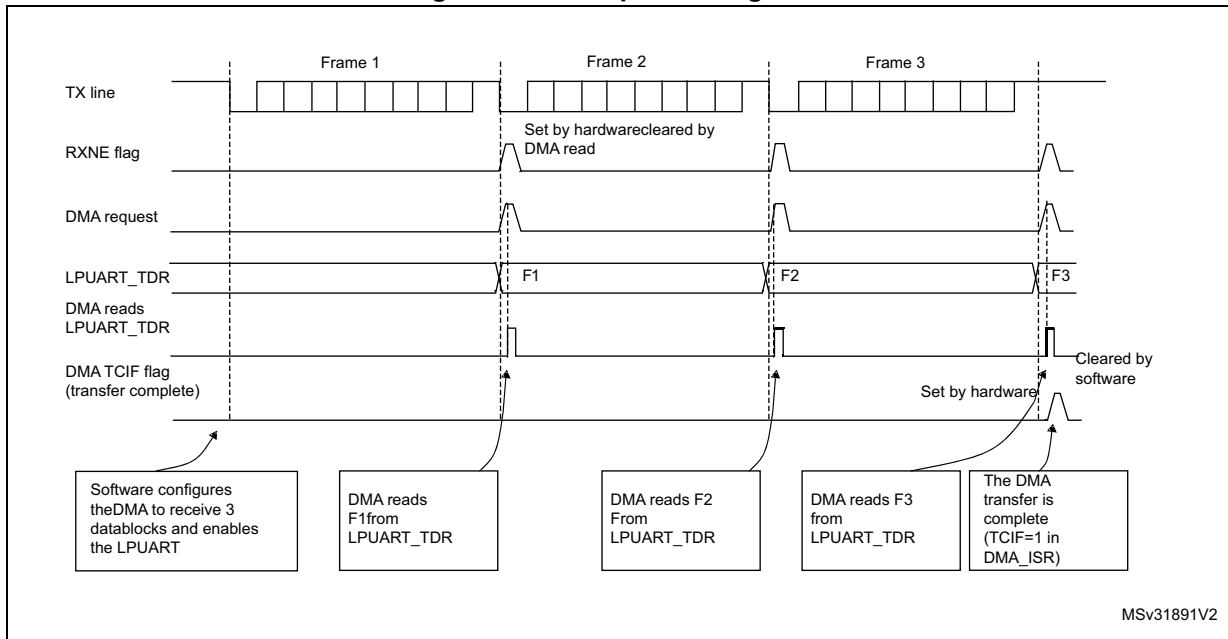 Frame 1
Frame 2
Frame 3
TX line
Set by hardwarecleared by
DMA read
RXNE flag
DMA request
LPUART_TDR
F1
F2
F3
DMA reads
LPUART_TDR
Cleared by
software
DMA TCIF flag
(transfer complete)
Set by hardware
Software configures
theDMA to receive 3
datablocks and enables
the LPUART
DMA reads
F1from
LPUART_TDR
DMA reads F2
From
LPUART_TDR
DMA reads F3
from
LPUART_TDR
The DMA
transfer is
complete
(TCIF=1 in
DMA_ISR)
MSv31891V2